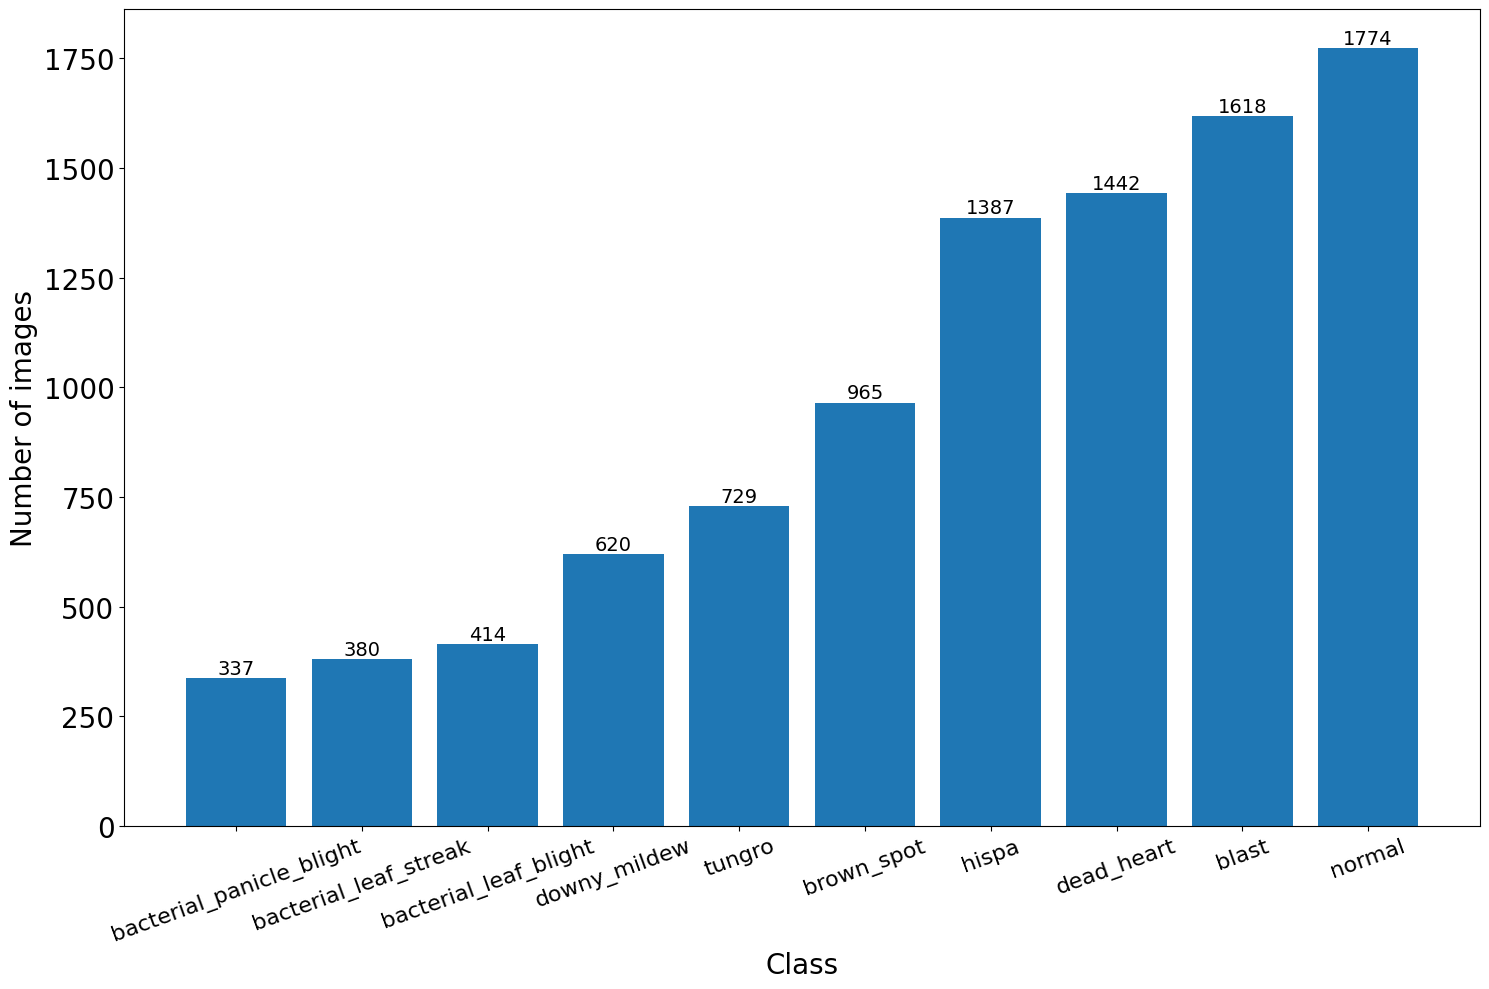 1774
1750
1618
1500
1442
1387
1250
1000
965
750
729
620
500
414
380
337
250
0
Number of images
bacterial_panicle_blight
bacterial_leaf_streak
bacterial_leaf_blight
downy_mildew
tungro
brown_spot
hispa
dead_heart
blast
normal
Class